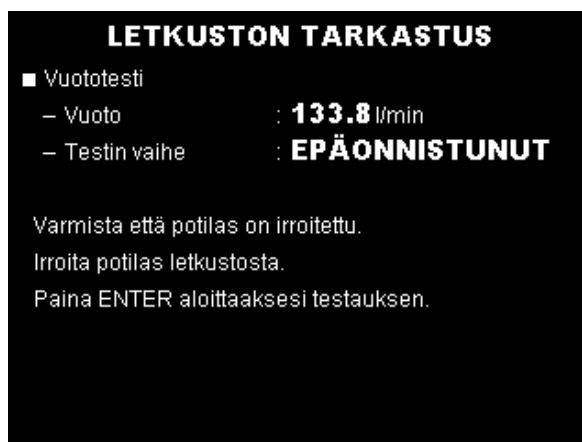 LETKUSTON TARKASTUS
■ Vuototesti
– Vuoto : 133.8 l/min
– Testin vaihe : EPÄONNISTUNUT
Varmista että potilas on irroitettu.
Irroita potilas letkustosta.
Paina ENTER aloittaaksesi testauksen.